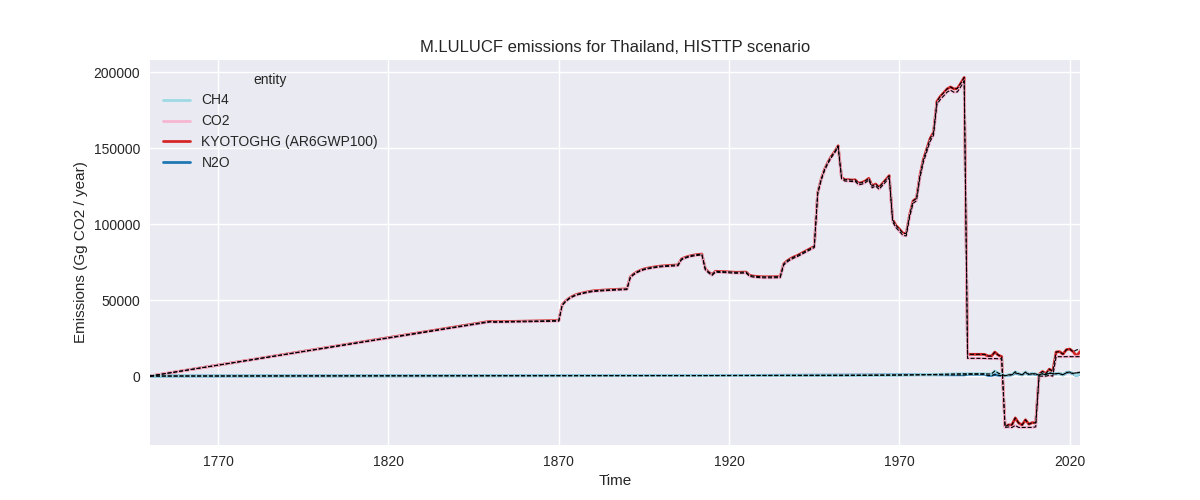 M.LULUCF emissions for Thailand, HISTTP scenario
200000
150000
100000
50000
0
Emissions (Gg CO2 / year)
entity
CH4
CO2
KYOTOGHG (AR6GWP100)
N2O
1770
1820
1870
1920
1970
2020
Time